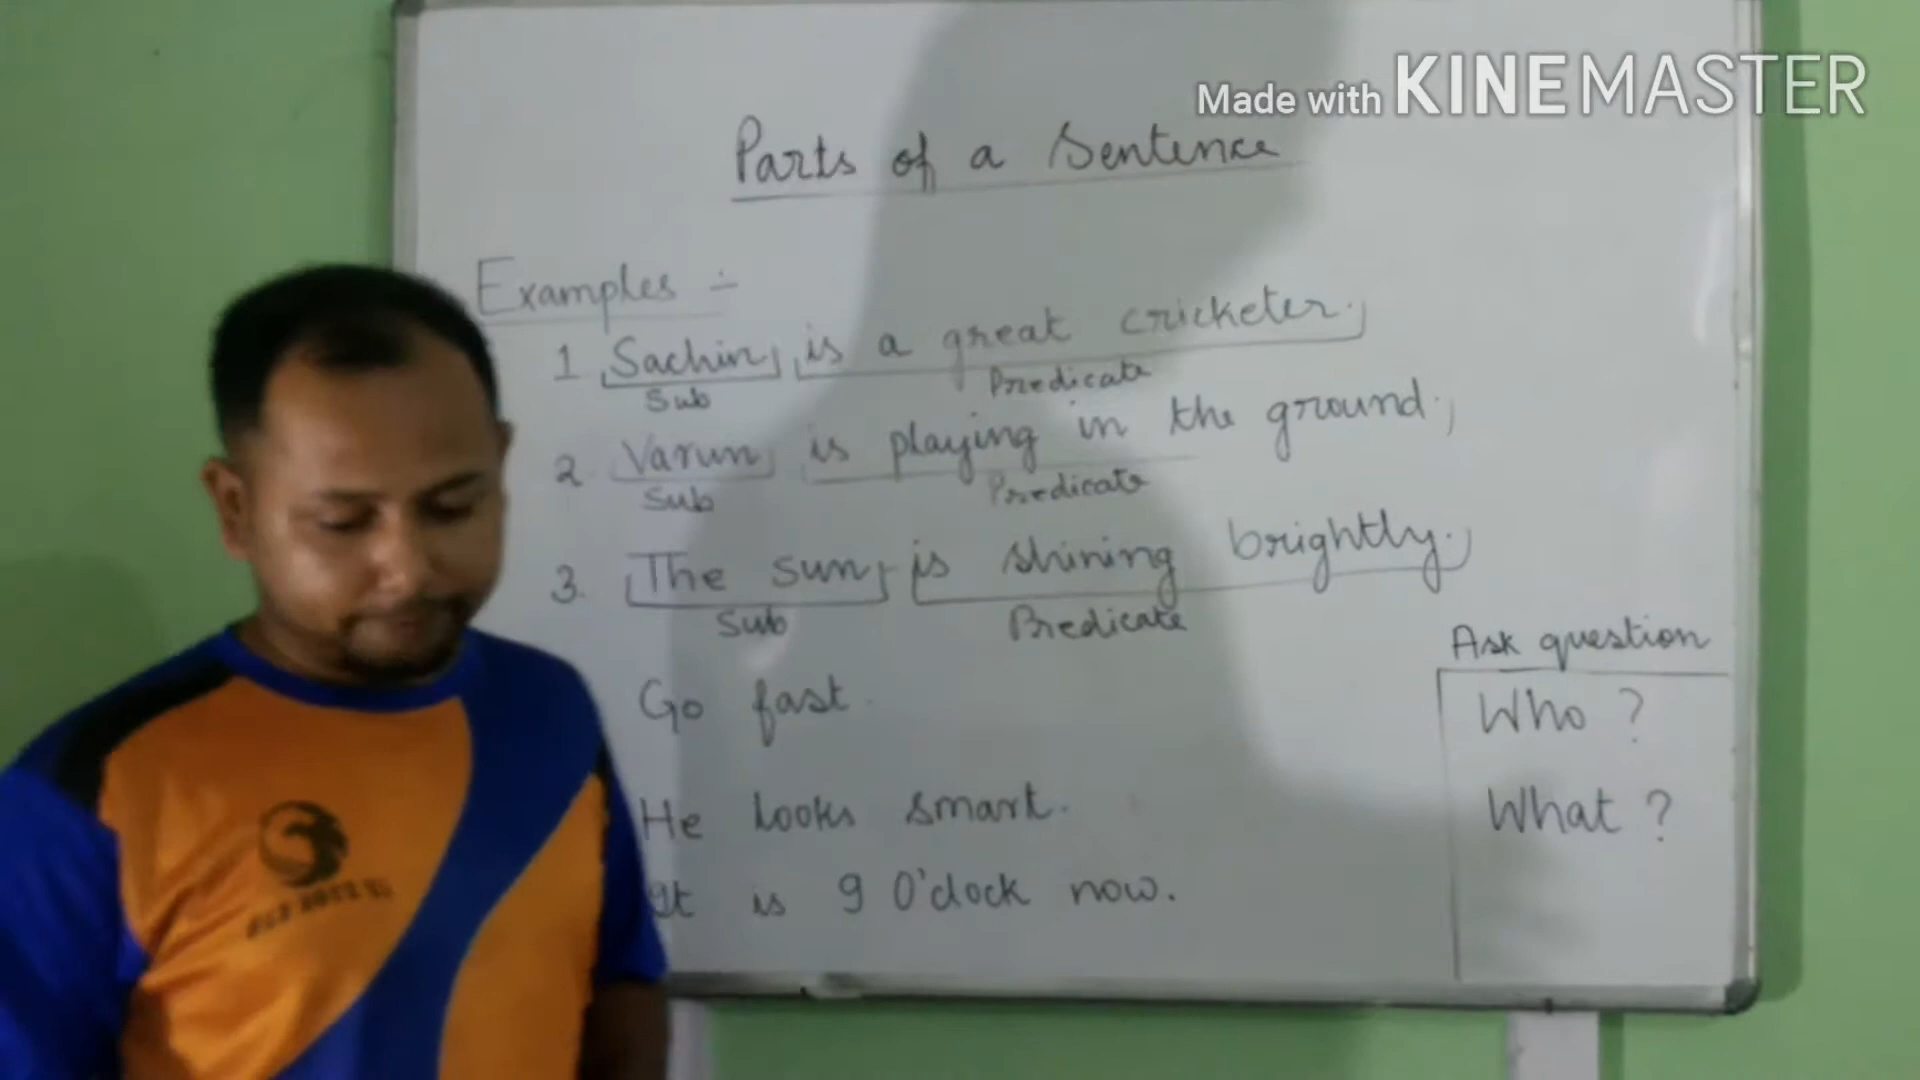 Made with KINEMASTER
Parts of a Sentence
Examples :-
1 Sachin is a great cricketer.
Sub Predicate
2. Varun is playing in the ground.
Sub Predicate
3. The sun is shining brightly.
Sub Predicate
Ask question
Go fast.
Who ?
He looks smart.
What ?
It is 9 O'clock now.